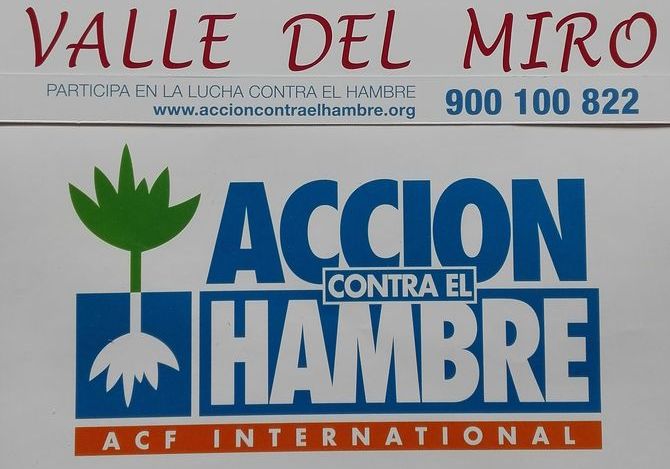 VALLE DEL MIRO
PARTICIPA EN LA LUCHA CONTRA EL HAMBRE
www.accioncontraelhambre.org 900 100 822
ACCION
CONTRA EL
HAMBRE
ACF INTERNATIONAL